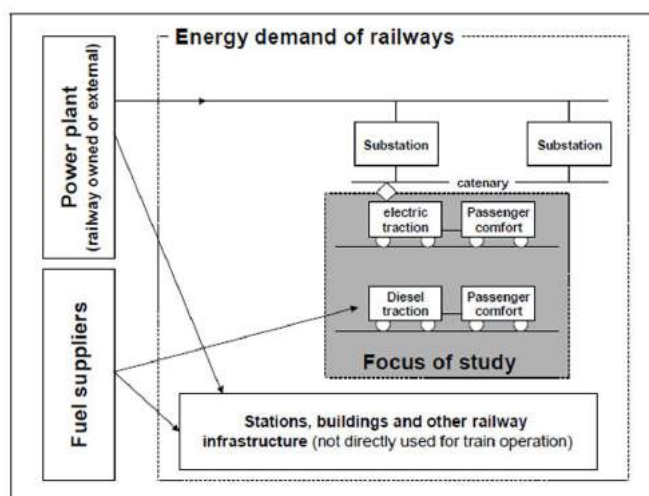 Energy demand of railways
Power plant
(railway owned or external)
Substation
Substation
catenary
electric
traction
Passenger
comfort
Diesel
traction
Passenger
comfort
Focus of study
Fuel suppliers
Stations, buildings and other railway
infrastructure (not directly used for train operation)